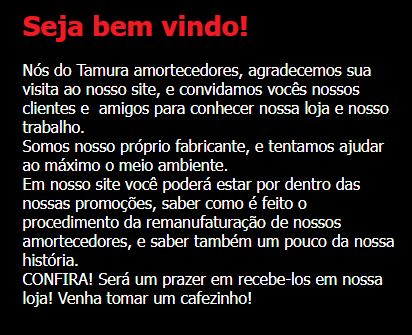 Seja bem vindo!
Nós do Tamura amortecedores, agradecemos sua
visita ao nosso site, e convidamos vocês nossos
clientes e  amigos para conhecer nossa loja e nosso
trabalho.
Somos nosso próprio fabricante, e tentamos ajudar
ao máximo o meio ambiente.
Em nosso site você poderá estar por dentro das
nossas promoções, saber como é feito o
procedimento da remanufaturação de nossos
amortecedores, e saber também um pouco da nossa
história.
CONFIRA! Será um prazer em recebe-los em nossa
loja! Venha tomar um cafezinho!